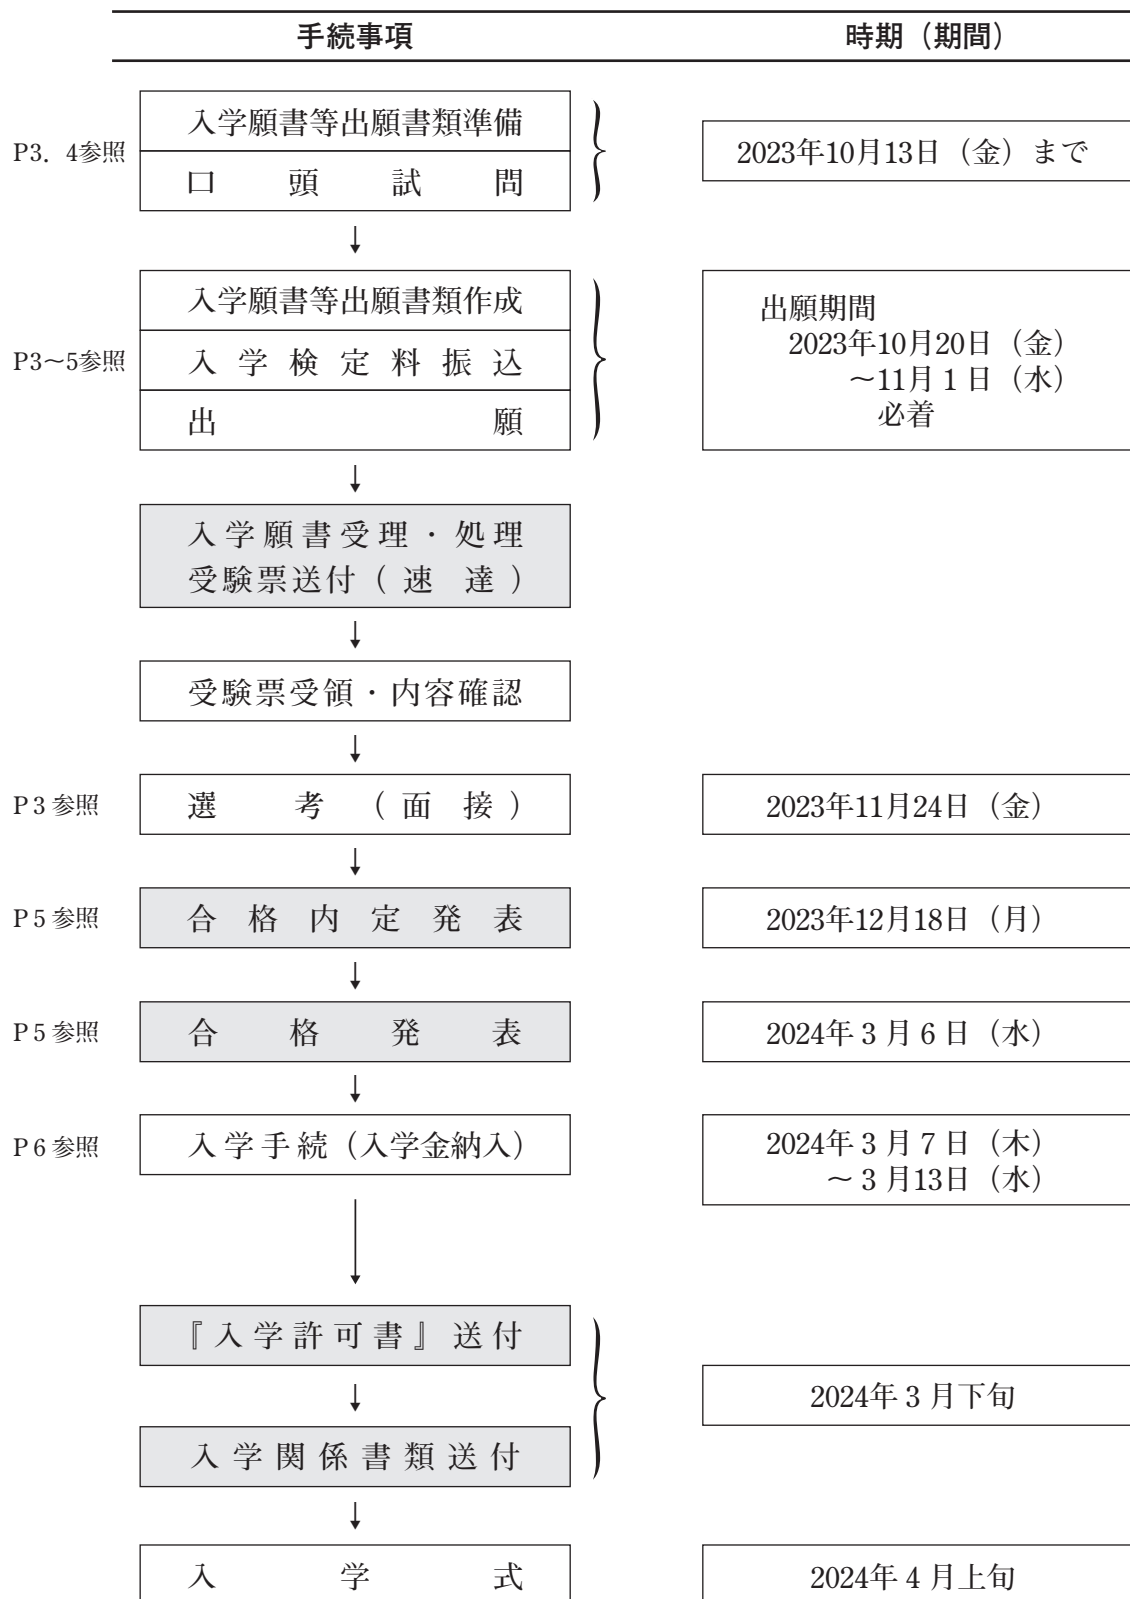 手続事項 時期（期間）
P3．4参照 入学願書等出願書類準備
口頭試問
2023年10月13日（金）まで
P3～5参照 入学願書等出願書類作成
入学検定料振込
出願
出願期間
2023年10月20日（金）
～11月1日（水）
必着
入学願書受理・処理
受験票送付（速達）
受験票受領・内容確認
P3参照 選考（面接） 2023年11月24日（金）
P5参照 合格内定発表 2023年12月18日（月）
P5参照 合格発表 2024年3月6日（水）
P6参照 入学手続（入学金納入） 2024年3月7日（木）
～3月13日（水）
『入学許可書』送付
入学関係書類送付
2024年3月下旬
入学式 2024年4月上旬